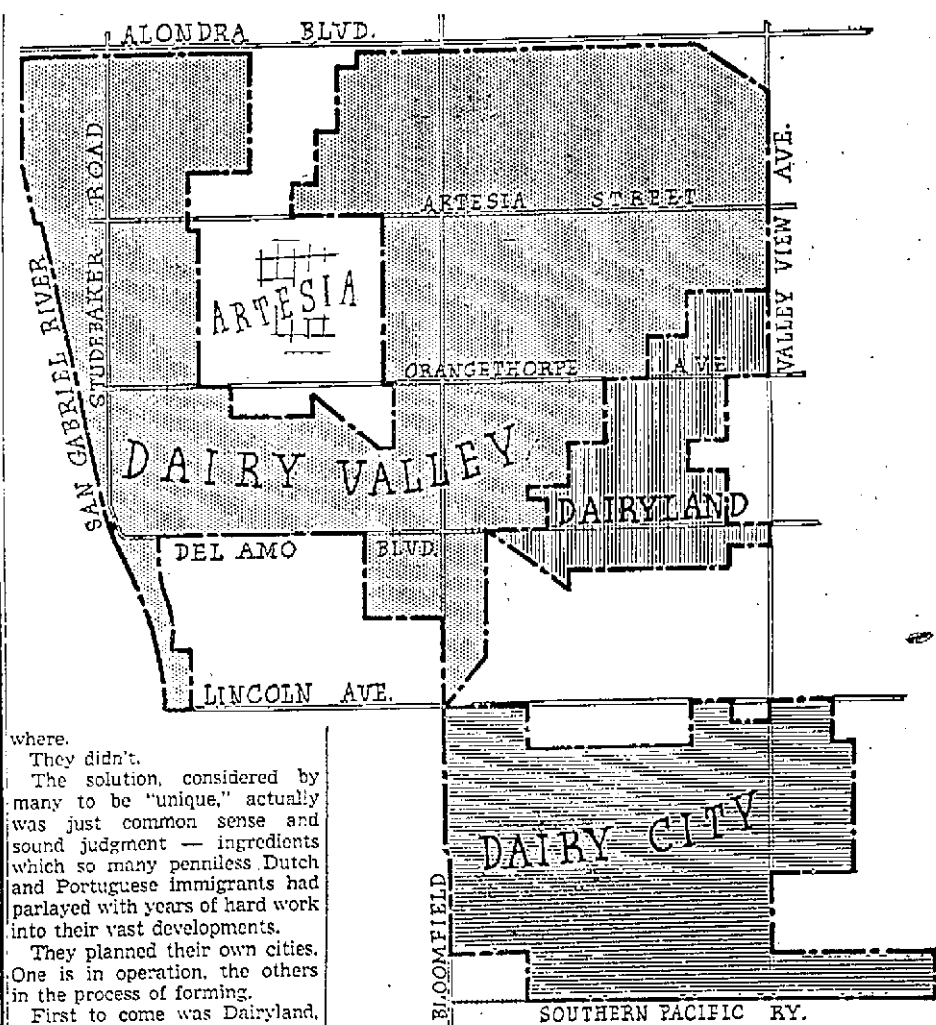 ALONDRA BLVD.
STUDEBAKER ROAD
SAN GABRIEL RIVER
ARTESIA STREET
VALLEY VIEW AVE.
ARTESIA
ORANGETHORPE AVE
DAIRY VALLEY
DAIRYLAND
DEL AMO BLVD.
LINCOLN AVE.
DAIRY CITY
BLOOMFIELD
SOUTHERN PACIFIC RY.
where.
They didn't.
The solution, considered by
many to be "unique," actually
was just common sense and
sound judgment — ingredients
which so many penniless Dutch
and Portuguese immigrants had
parlayed with years of hard work
into their vast developments.
They planned their own cities.
One is in operation, the others
in the process of forming.
First to come was Dairyland,